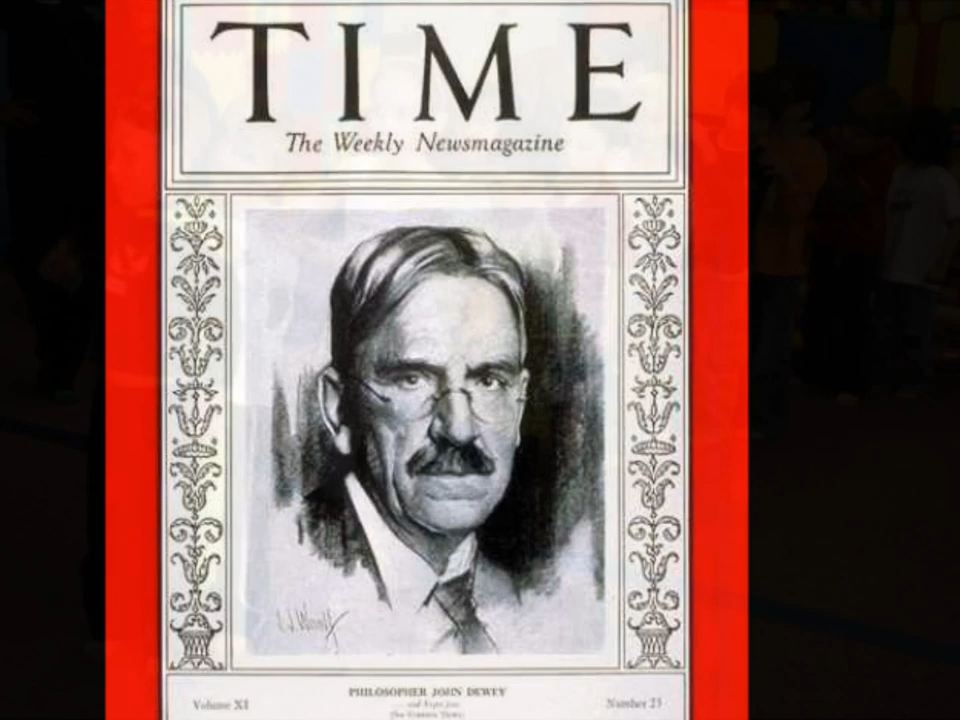 TIME
The Weekly Newsmagazine
Volume XI
PHILOSOPHER JOHN DEWEY
Number 23